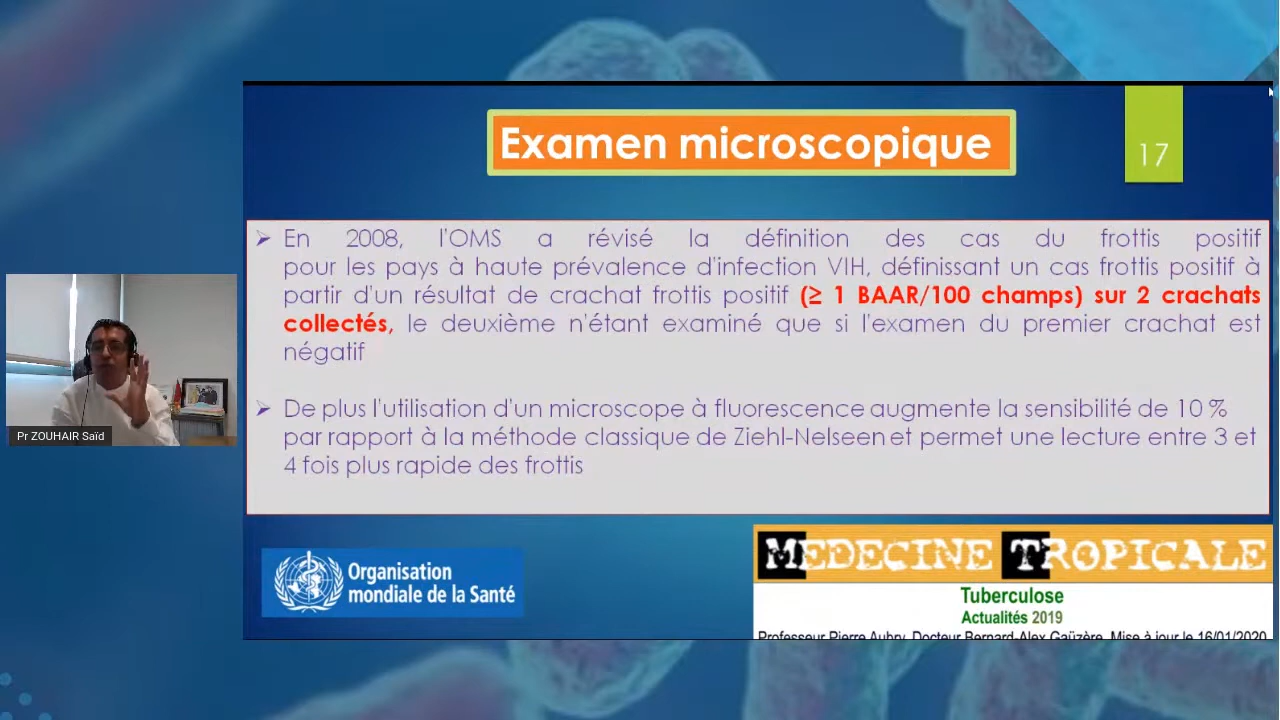 Examen microscopique
17
➢ En 2008, l'OMS a révisé la définition des cas du frottis positif
pour les pays à haute prévalence d'infection VIH, définissant un cas frottis positif à
partir d'un résultat de crachat frottis positif (≥ 1 BAAR/100 champs) sur 2 crachats
collectés, le deuxième n'étant examiné que si l'examen du premier crachat est
négatif
➢ De plus l'utilisation d'un microscope à fluorescence augmente la sensibilité de 10 %
par rapport à la méthode classique de Ziehl-Nelseen et permet une lecture entre 3 et
4 fois plus rapide des frottis
Pr ZOUHAIR Saïd
Organisation
mondiale de la Santé
MEDECINE TROPICALE
Tuberculose
Actualités 2019
Professeur Pierre Aubry, Docteur Bernard-Alex Gaüzère. Mise à jour le 16/01/2020